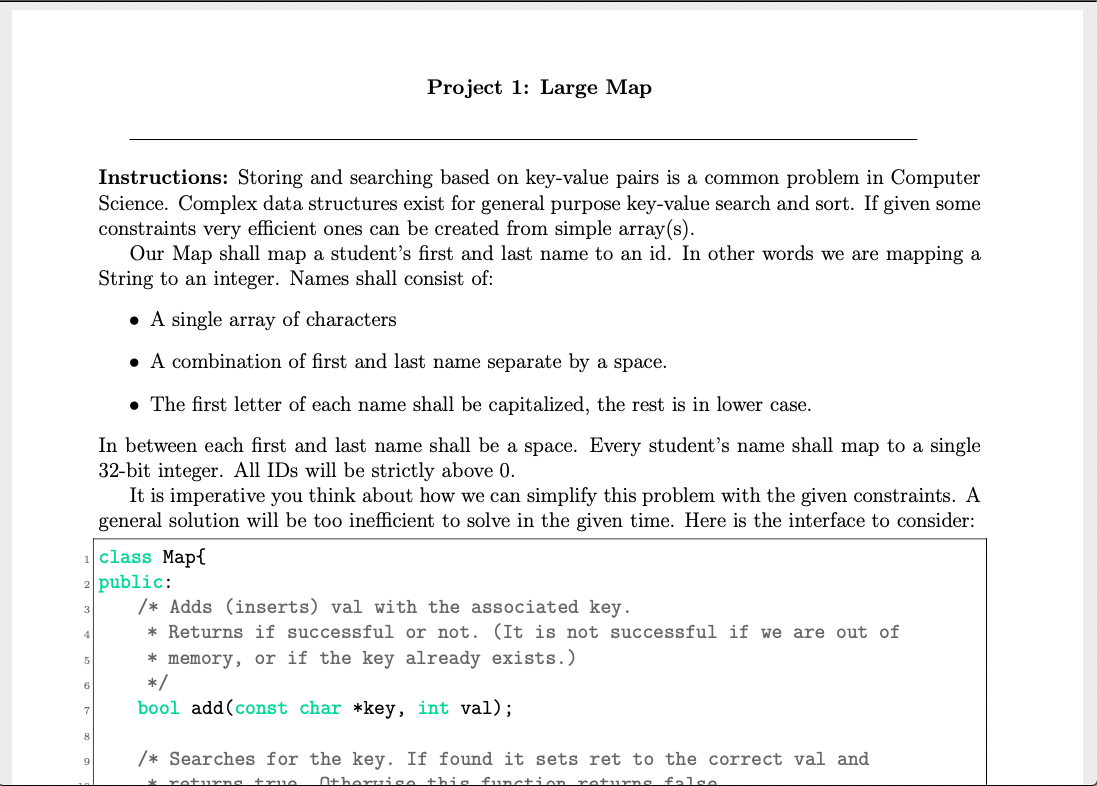 Project 1: Large Map
Instructions: Storing and searching based on key-value pairs is a common problem in Computer
Science. Complex data structures exist for general purpose key-value search and sort. If given some
constraints very efficient ones can be created from simple array(s).
Our Map shall map a student's first and last name to an id. In other words we are mapping a
String to an integer. Names shall consist of:
• A single array of characters
• A combination of first and last name separate by a space.
• The first letter of each name shall be capitalized, the rest is in lower case.
In between each first and last name shall be a space. Every student's name shall map to a single
32-bit integer. All IDs will be strictly above 0.
It is imperative you think about how we can simplify this problem with the given constraints. A
general solution will be too inefficient to solve in the given time. Here is the interface to consider:
1 class Map{
2 public:
3 /* Adds (inserts) val with the associated key.
4 * Returns if successful or not. (It is not successful if we are out of
5 * memory, or if the key already exists.)
6 */
7 bool add(const char *key, int val);
8
9 /* Searches for the key. If found it sets ret to the correct val and
10 * returns true. Otherwise this function returns false